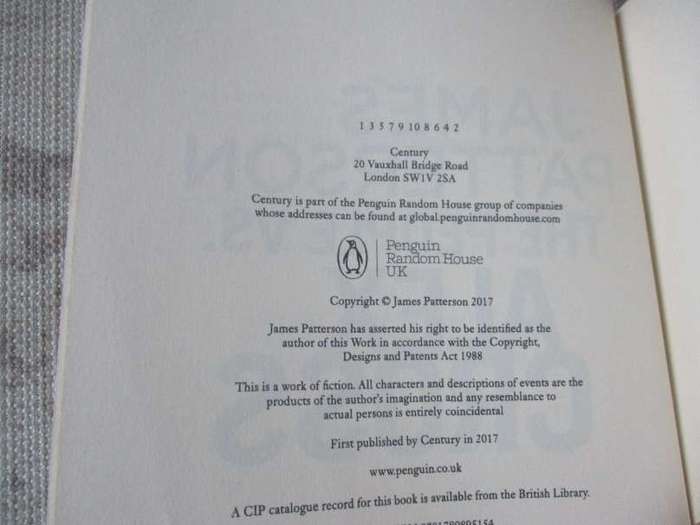 1 3 5 7 9 10 8 6 4 2
Century
20 Vauxhall Bridge Road
London SW1V 2SA
Century is part of the Penguin Random House group of companies
whose addresses can be found at global.penguinrandomhouse.com
Penguin
Random House
UK
Copyright © James Patterson 2017
James Patterson has asserted his right to be identified as the
author of this Work in accordance with the Copyright,
Designs and Patents Act 1988
This is a work of fiction. All characters and descriptions of events are the
products of the author's imagination and any resemblance to
actual persons is entirely coincidental
First published by Century in 2017
www.penguin.co.uk
A CIP catalogue record for this book is available from the British Library.